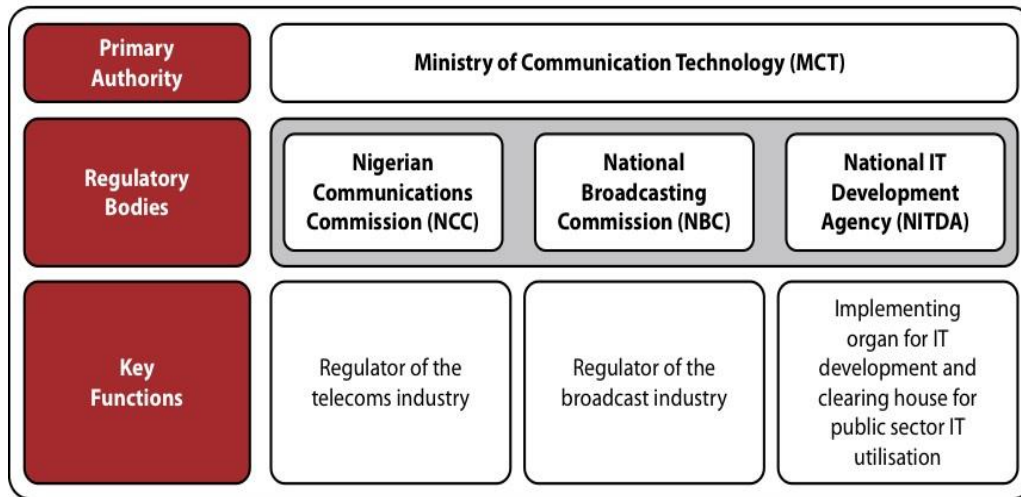 Primary
Authority
Ministry of Communication Technology (MCT)
Regulatory
Bodies
Nigerian
Communications
Commission (NCC)
National
Broadcasting
Commission (NBC)
National IT
Development
Agency (NITDA)
Key
Functions
Regulator of the
telecoms industry
Regulator of the
broadcast industry
Implementing
organ for IT
development and
clearing house for
public sector IT
utilisation